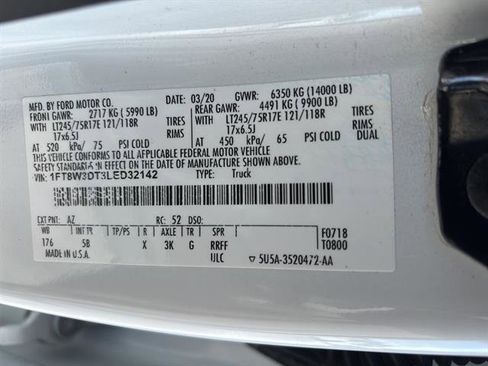 MFD. BY FORD MOTOR CO.
03/20 GVWR: 6350 KG (14000 LB)
FRONT GAWR: 2717 KG (5990 LB) REAR GAWR: 4491 KG (9900 LB)
WITH LT245/75R17E 121/118R TIRES WITH LT245/75R17E 121/118R TIRES
17x6.5J RIMS 17x6.5J RIMS
AT 520 kPa/ 75 PSI COLD AT 450 kPa/ 65 PSI COLD DUAL
THIS VEHICLE CONFORMS TO ALL APPLICABLE FEDERAL MOTOR VEHICLE
SAFETY STANDARDS IN EFFECT ON THE DATE OF MANUFACTURE SHOWN ABOVE.
VIN: 1FT8W3DT3LED32142 TYPE: Truck
EXT PNT: AZ RC: 52 DSO:
WB TR INT TP/PS R AXLE TR SPR F0718
176 5B X 3K G RRFF T0800
MADE IN U.S.A. ULC ▽ 5U5A-3520472-AA